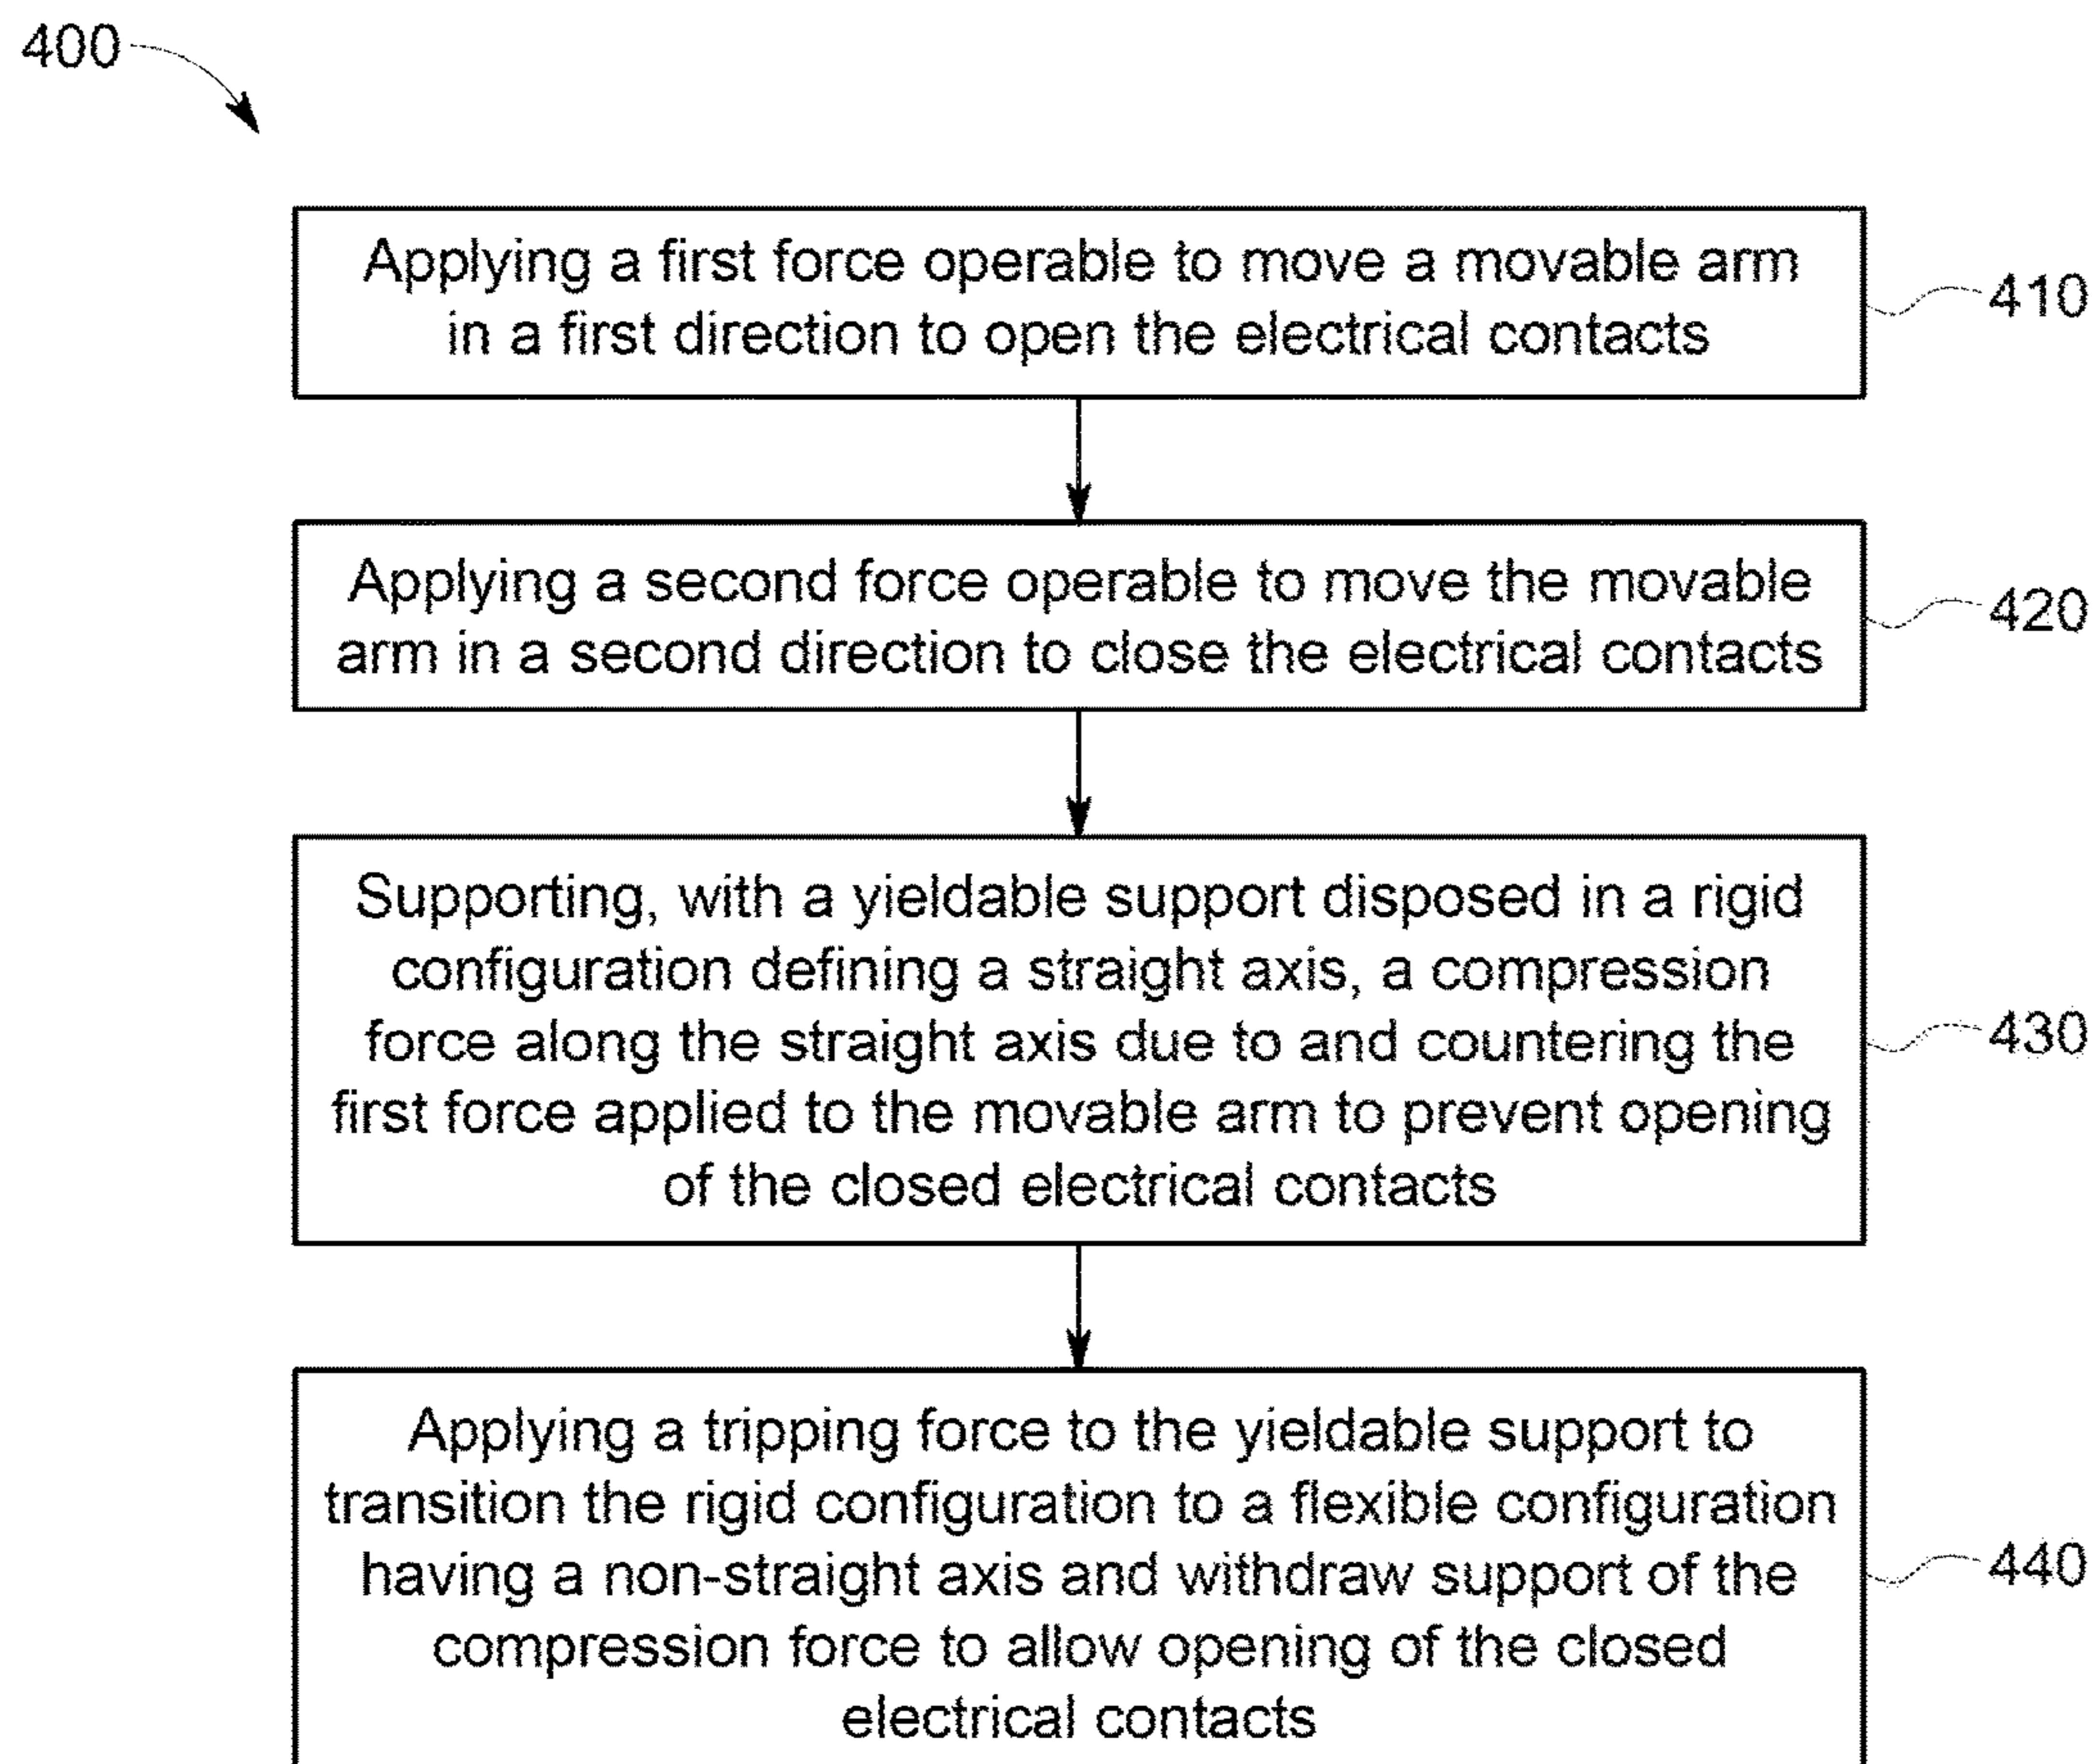 400
Applying a first force operable to move a movable arm
in a first direction to open the electrical contacts
410
Applying a second force operable to move the movable
arm in a second direction to close the electrical contacts
420
Supporting, with a yieldable support disposed in a rigid
configuration defining a straight axis, a compression
force along the straight axis due to and countering the
first force applied to the movable arm to prevent opening
of the closed electrical contacts
430
Applying a tripping force to the yieldable support to
transition the rigid configuration to a flexible configuration
having a non-straight axis and withdraw support of the
compression force to allow opening of the closed
electrical contacts
440